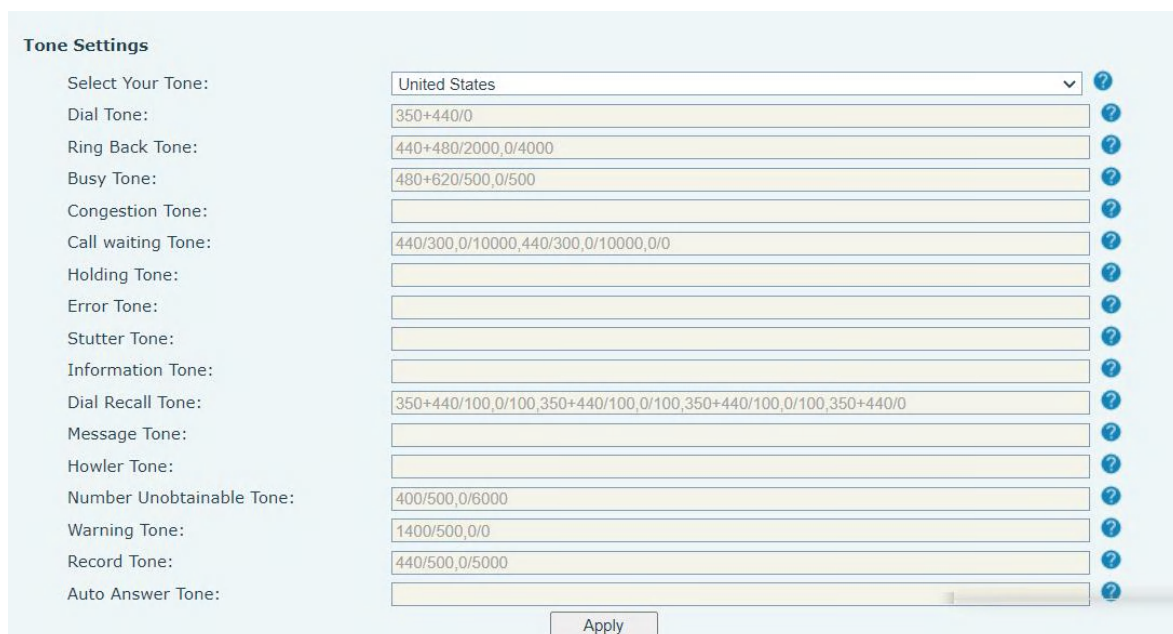 Tone Settings
Select Your Tone: United States ?
Dial Tone: 350+440/0 ?
Ring Back Tone: 440+480/2000,0/4000 ?
Busy Tone: 480+620/500,0/500 ?
Congestion Tone: ?
Call waiting Tone: 440/300,0/10000,440/300,0/10000,0/0 ?
Holding Tone: ?
Error Tone: ?
Stutter Tone: ?
Information Tone: ?
Dial Recall Tone: 350+440/100,0/100,350+440/100,0/100,350+440/100,0/100,350+440/0 ?
Message Tone: ?
Howler Tone: ?
Number Unobtainable Tone: 400/500,0/6000 ?
Warning Tone: 1400/500,0/0 ?
Record Tone: 440/500,0/5000 ?
Auto Answer Tone: ?
Apply